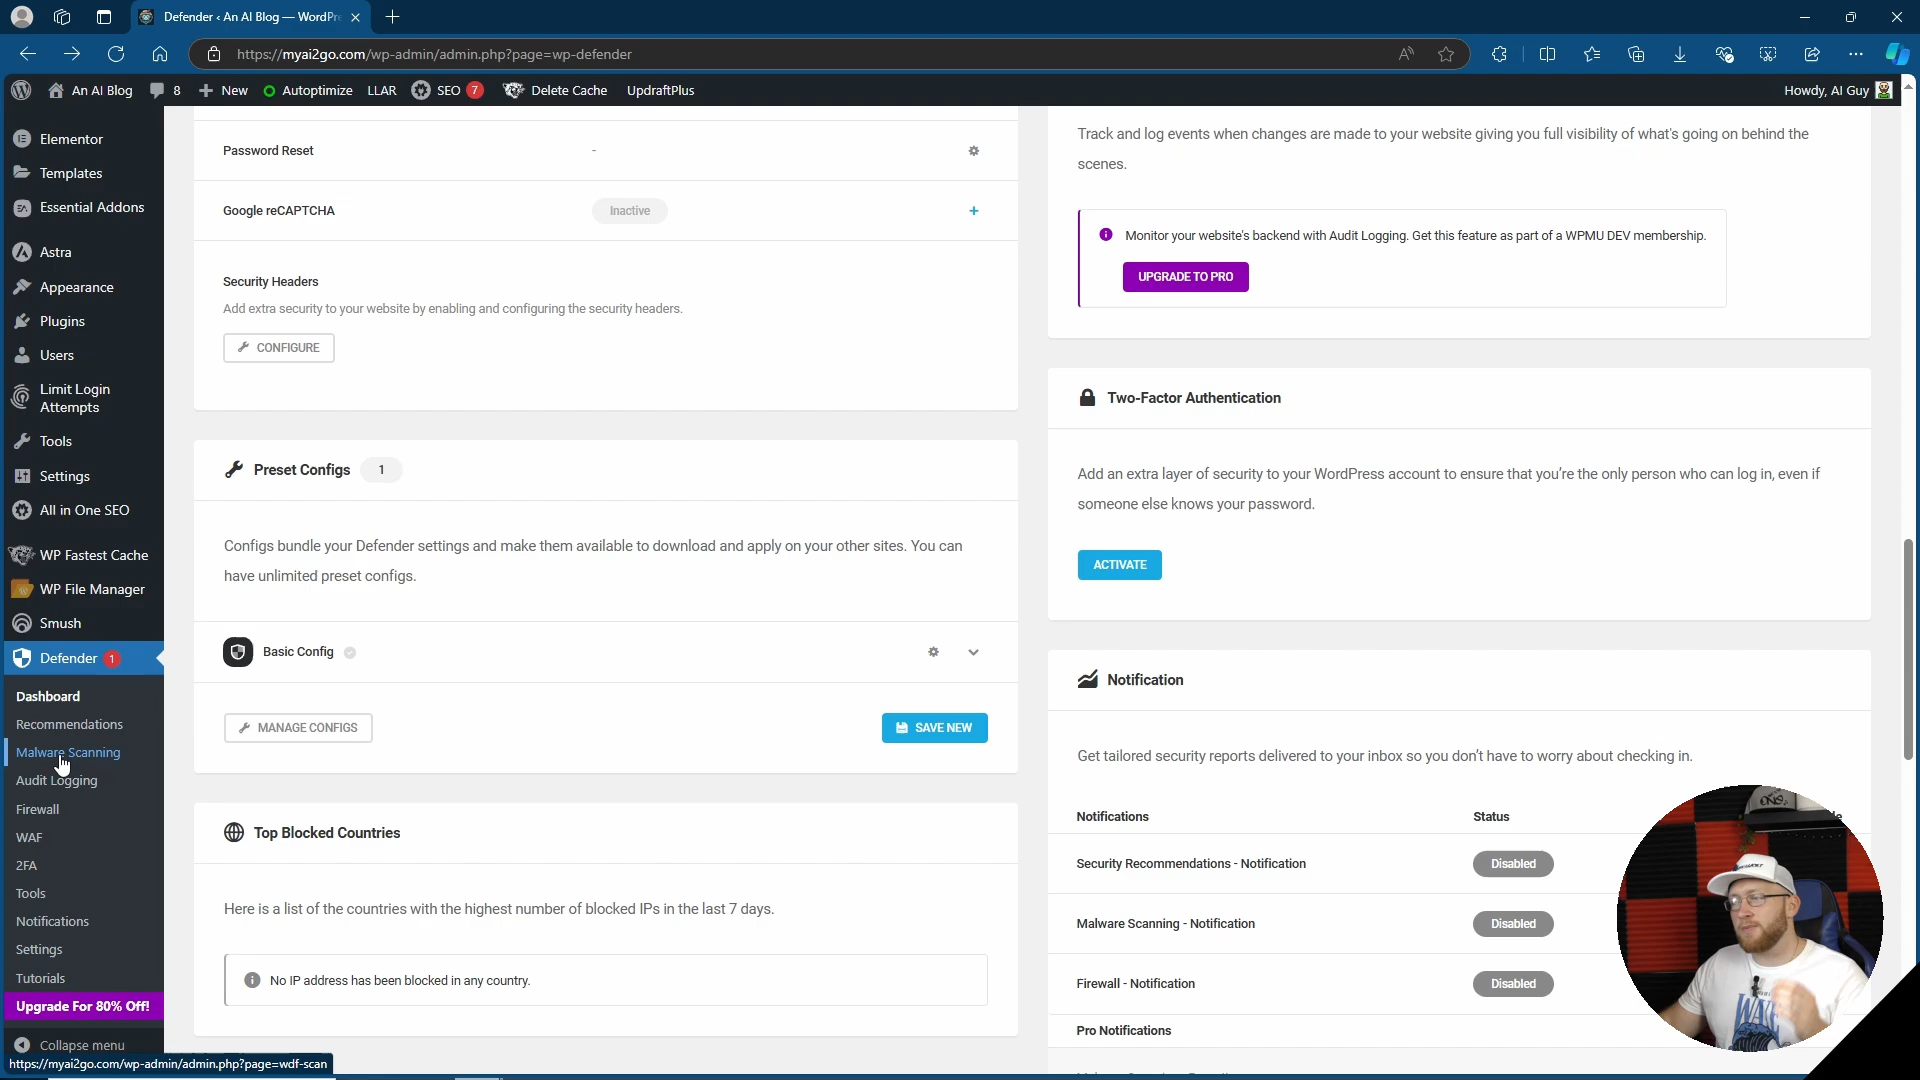 Defender ‹ An AI Blog — WordPr
https://myai2go.com/wp-admin/admin.php?page=wp-defender
An AI Blog
8
New
Autoptimize
LLAR
SEO
7
Delete Cache
UpdraftPlus
Howdy, AI Guy
Elementor
Templates
Essential Addons
Astra
Appearance
Plugins
Users
Limit Login
Attempts
Tools
Settings
All in One SEO
WP Fastest Cache
WP File Manager
Smush
Defender 1
Dashboard
Recommendations
Malware Scanning
Audit Logging
Firewall
WAF
2FA
Tools
Notifications
Settings
Tutorials
Upgrade For 80% Off!
Collapse menu
https://myai2go.com/wp-admin/admin.php?page=wdf-scan
Password Reset
-
Google reCAPTCHA
Inactive
Security Headers
Add extra security to your website by enabling and configuring the security headers.
CONFIGURE
Preset Configs 1
Configs bundle your Defender settings and make them available to download and apply on your other sites. You can
have unlimited preset configs.
Basic Config
MANAGE CONFIGS
SAVE NEW
Top Blocked Countries
Here is a list of the countries with the highest number of blocked IPs in the last 7 days.
No IP address has been blocked in any country.
Track and log events when changes are made to your website giving you full visibility of what's going on behind the
scenes.
Monitor your website's backend with Audit Logging. Get this feature as part of a WPMU DEV membership.
UPGRADE TO PRO
Two-Factor Authentication
Add an extra layer of security to your WordPress account to ensure that you're the only person who can log in, even if
someone else knows your password.
ACTIVATE
Notification
Get tailored security reports delivered to your inbox so you don't have to worry about checking in.
Notifications
Status
Security Recommendations - Notification
Disabled
Malware Scanning - Notification
Disabled
Firewall - Notification
Disabled
Pro Notifications